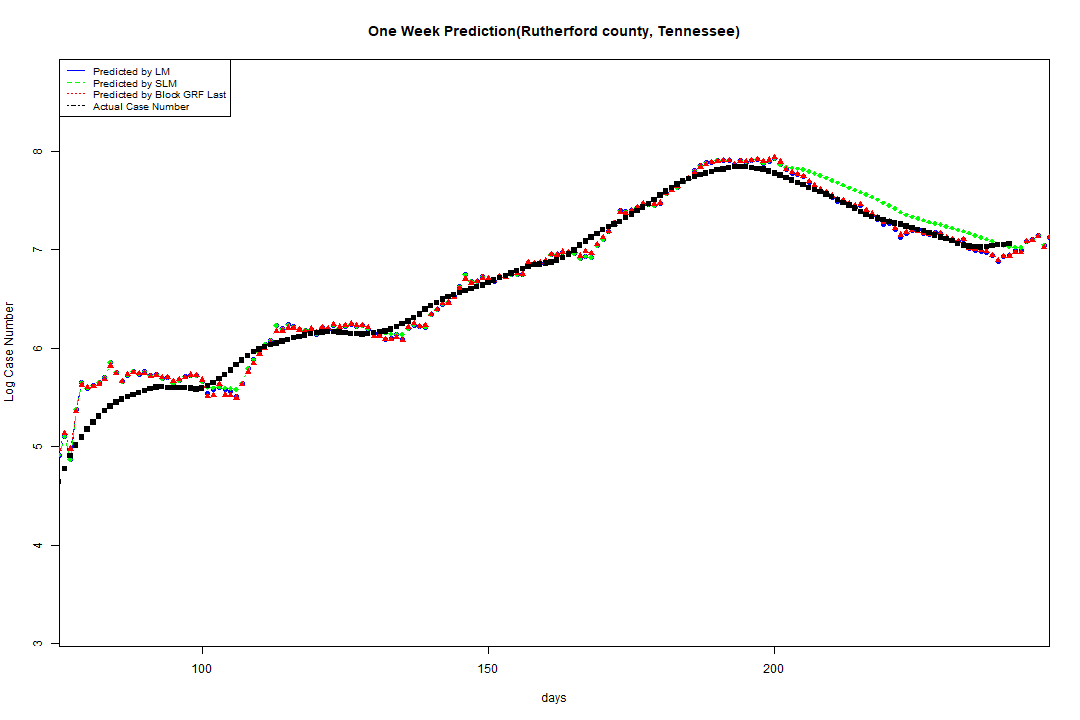 One Week Prediction(Rutherford county, Tennessee)
Predicted by LM
Predicted by SLM
Predicted by Block GRF Last
Actual Case Number
8
7
6
5
4
3
Log Case Number
100 150 200
days